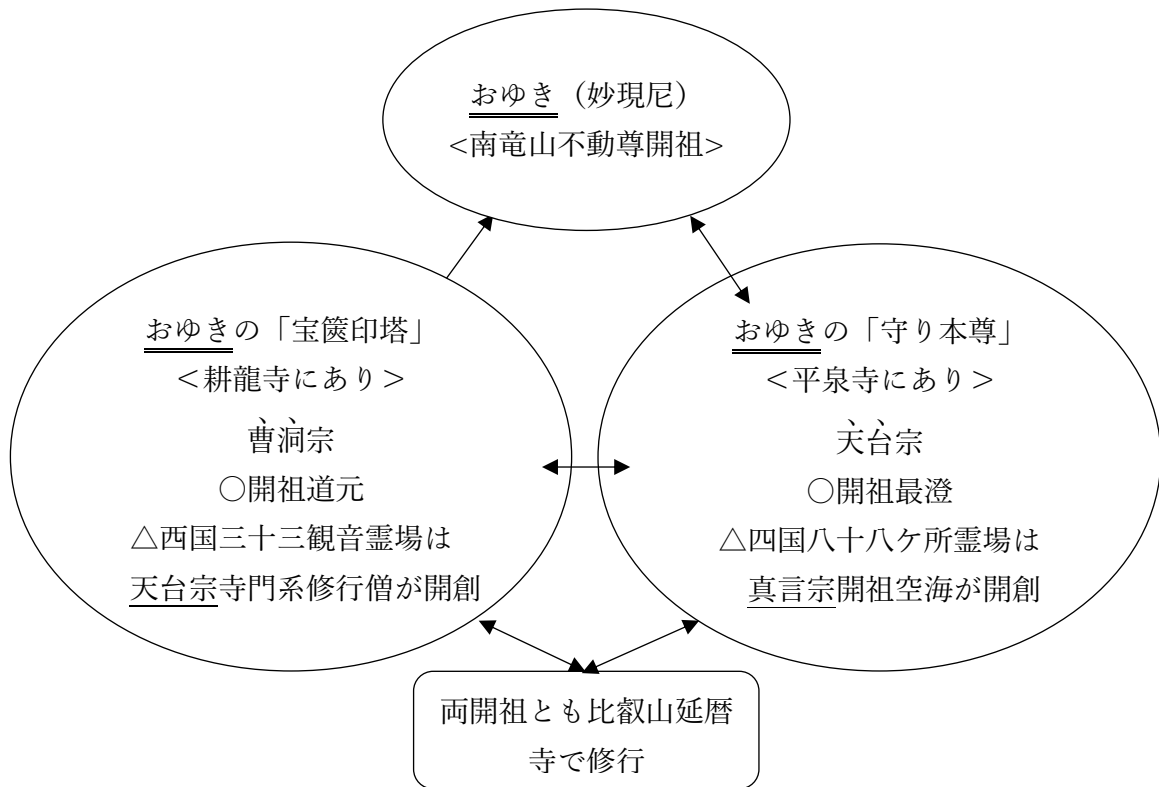 おゆき（妙現尼）
<南竜山不動尊開祖>
おゆきの「宝篋印塔」
＜耕龍寺にあり＞
曹洞宗
○開祖道元
△西国三十三観音霊場は
天台宗寺門系修行僧が開創
おゆきの「守り本尊」
＜平泉寺にあり＞
天台宗
○開祖最澄
△四国八十八ケ所霊場は
真言宗開祖空海が開創
両開祖とも比叡山延暦
寺で修行